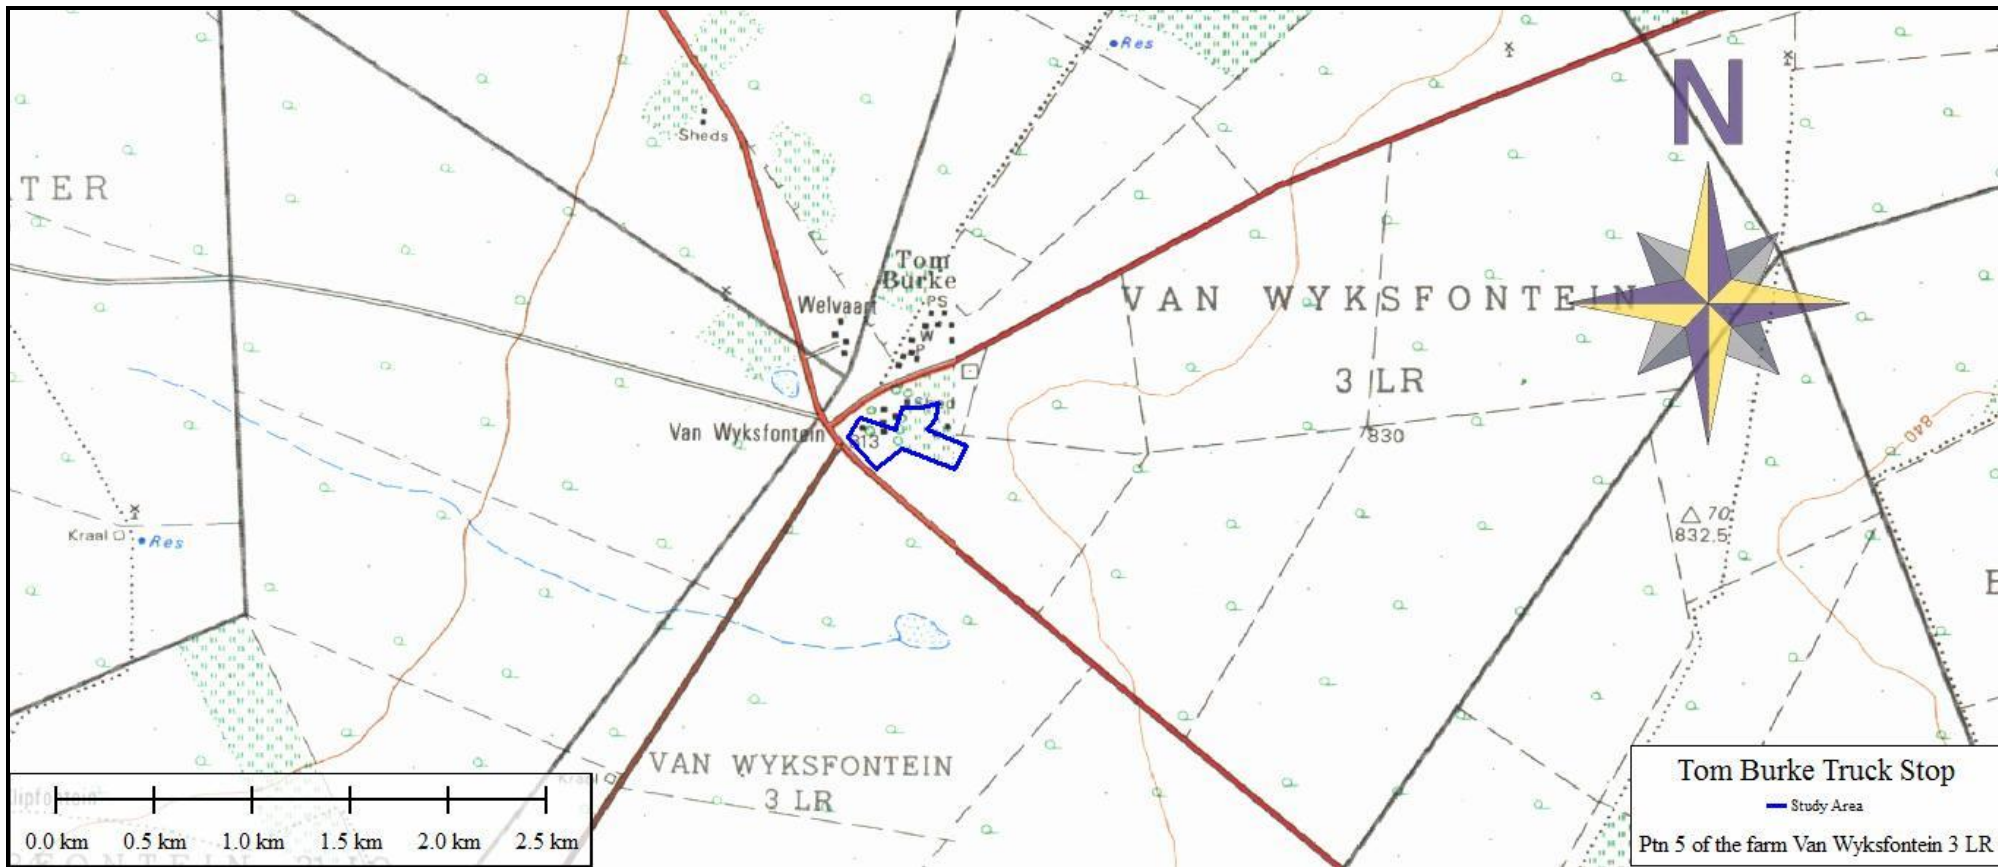 Res
N
Sheds
TER
Tom
Burke
PS
Welvaart
W
P
VAN WYKSFONTEIN
3 LR
Shed
Van Wyksfontein
813
830
840
70
832,5
Kraal
Res
E
VAN WYKSFONTEIN
3 LR
Kraal
Tom Burke Truck Stop
Study Area
Ptn 5 of the farm Van Wyksfontein 3 LR
lipfontein
0.0 km 0.5 km 1.0 km 1.5 km 2.0 km 2.5 km